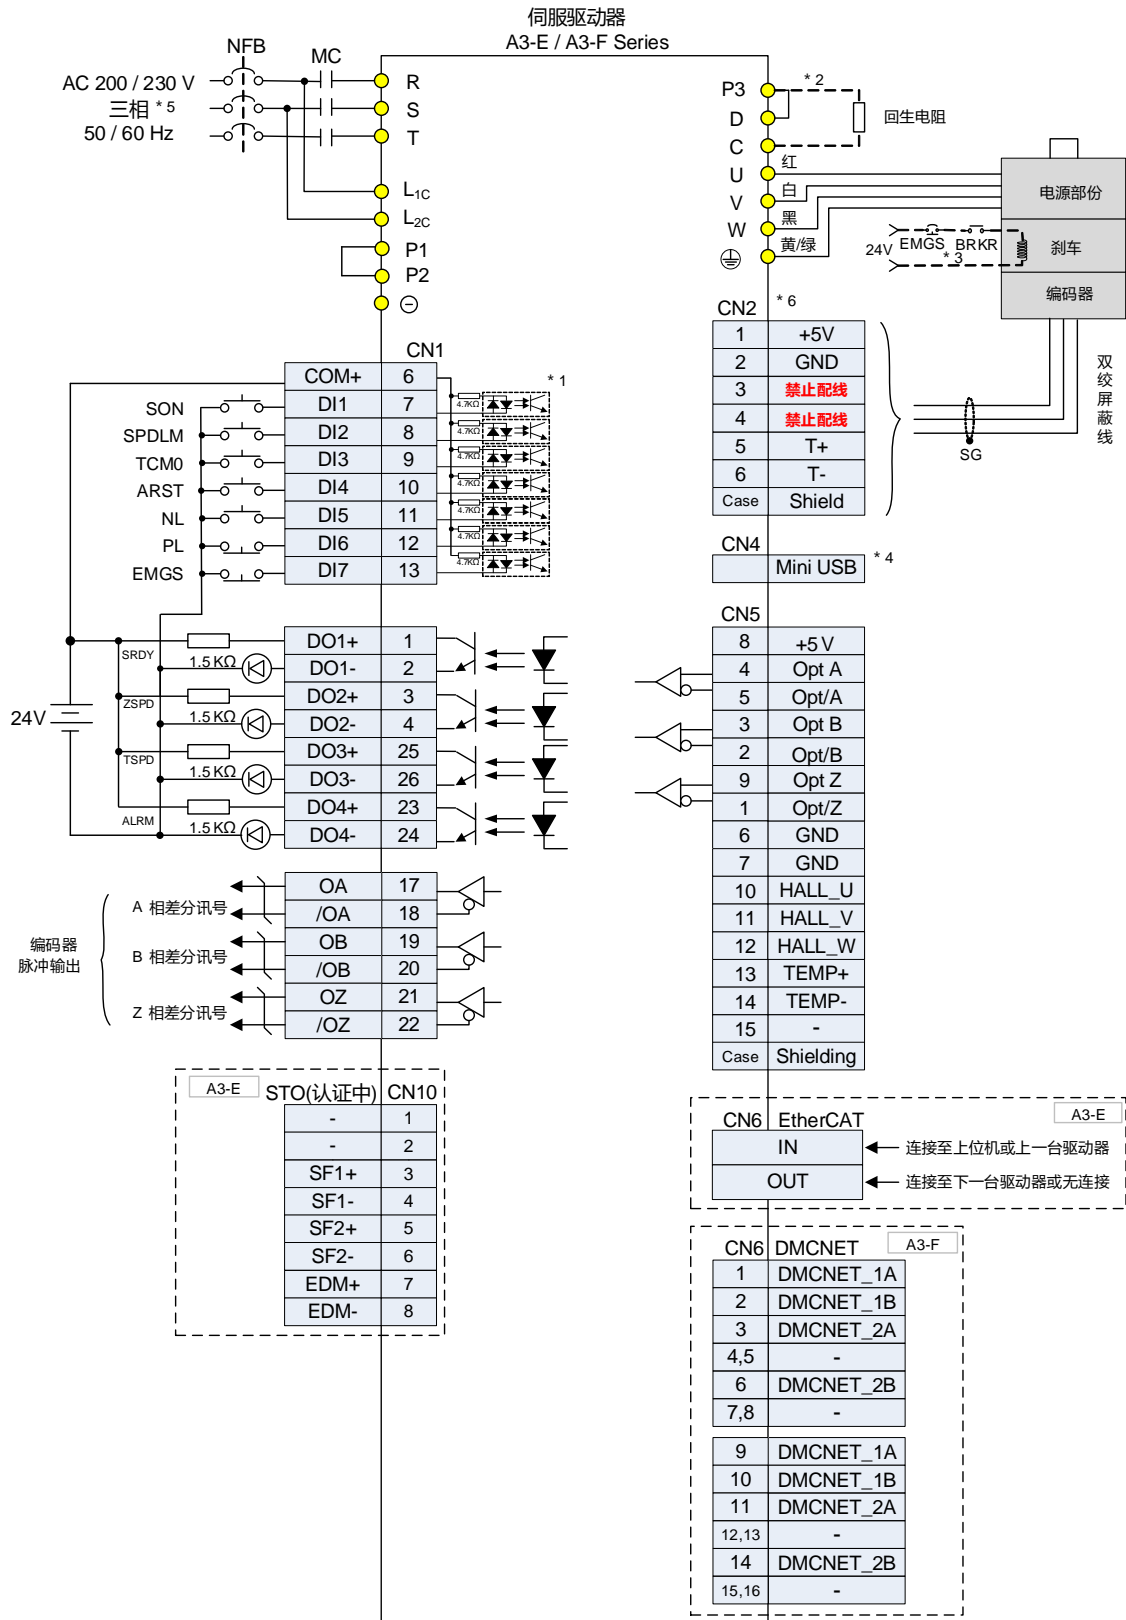 伺服驱动器
A3-E / A3-F Series
NFB
MC
AC 200 / 230 V
三相 * 5
50 / 60 Hz
R
S
T
L1C
L2C
P1
P2
P3
D
C
U
V
W
* 2
回生电阻
红
白
黑
黄/绿
电源部份
刹车
编码器
24V
EMGS
BRKR
* 3
CN1
COM+ 6
DI1 7
DI2 8
DI3 9
DI4 10
DI5 11
DI6 12
DI7 13
SON
SPDLM
TCM0
ARST
NL
PL
EMGS
* 1
4.7KΩ
4.7KΩ
4.7KΩ
4.7KΩ
4.7KΩ
4.7KΩ
4.7KΩ
CN2
* 6
1 +5V
2 GND
3 禁止配线
4 禁止配线
5 T+
6 T-
Case Shield
SG
双绞屏蔽线
CN4
Mini USB
* 4
24V
SRDY
1.5 KΩ
ZSPD
1.5 KΩ
TSPD
1.5 KΩ
ALRM
1.5 KΩ
DO1+ 1
DO1- 2
DO2+ 3
DO2- 4
DO3+ 25
DO3- 26
DO4+ 23
DO4- 24
CN5
8 +5 V
4 Opt A
5 Opt/A
3 Opt B
2 Opt/B
9 Opt Z
1 Opt/Z
6 GND
7 GND
10 HALL_U
11 HALL_V
12 HALL_W
13 TEMP+
14 TEMP-
15 -
Case Shielding
编码器
脉冲输出
A 相差分讯号
B 相差分讯号
Z 相差分讯号
OA 17
/OA 18
OB 19
/OB 20
OZ 21
/OZ 22
A3-E
STO(认证中) CN10
- 1
- 2
SF1+ 3
SF1- 4
SF2+ 5
SF2- 6
EDM+ 7
EDM- 8
A3-E
CN6 EtherCAT
IN
OUT
连接至上位机或上一台驱动器
连接至下一台驱动器或无连接
A3-F
CN6 DMCNET
1 DMCNET_1A
2 DMCNET_1B
3 DMCNET_2A
4,5 -
6 DMCNET_2B
7,8 -
9 DMCNET_1A
10 DMCNET_1B
11 DMCNET_2A
12,13 -
14 DMCNET_2B
15,16 -